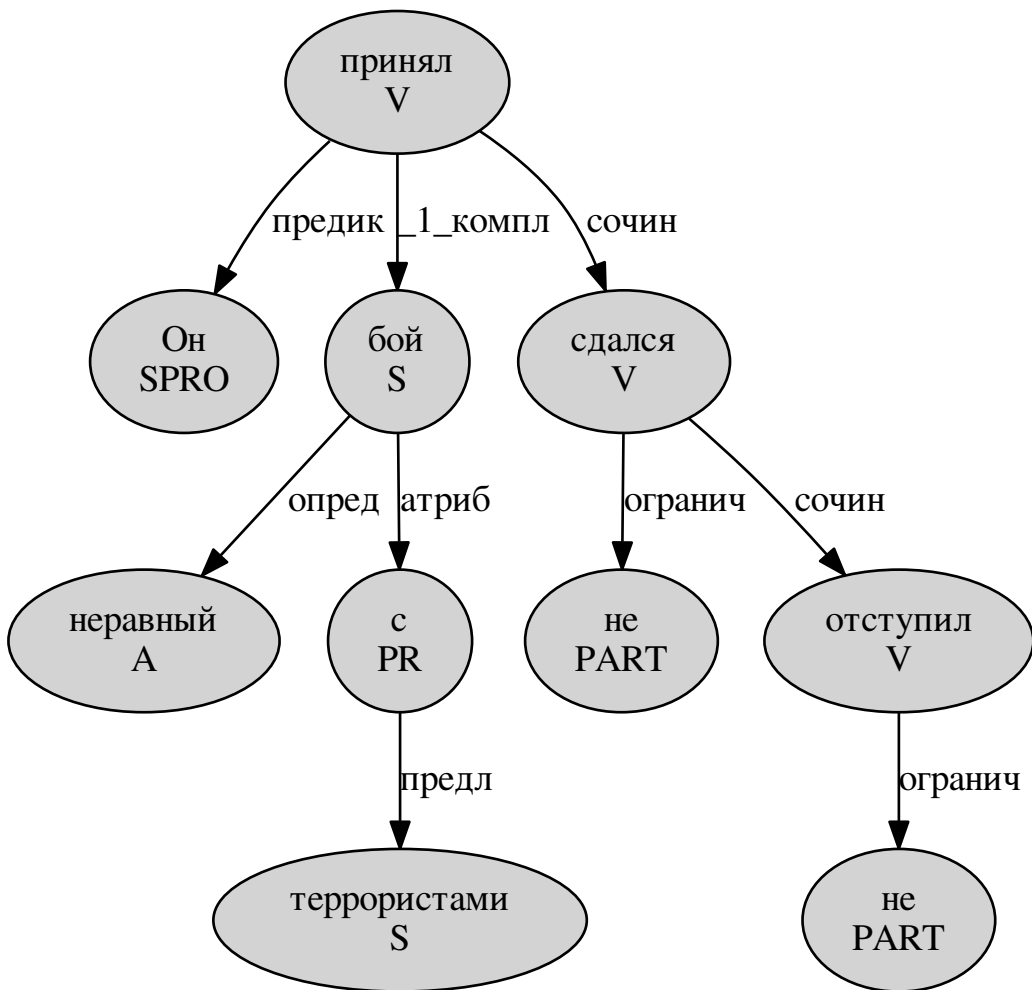 принял
V
предик
_1_компл
сочин
Он
SPRO
бой
S
сдался
V
опред
атриб
огранич
сочин
неравный
A
с
PR
не
PART
отступил
V
предл
огранич
террористами
S
не
PART